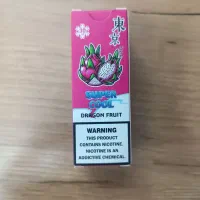 東京
SUPER
COOL
DRAGON FRUIT
WARNING
THIS PRODUCT
CONTAINS NICOTINE.
NICOTINE IS AN
ADDICTIVE CHEMICAL.